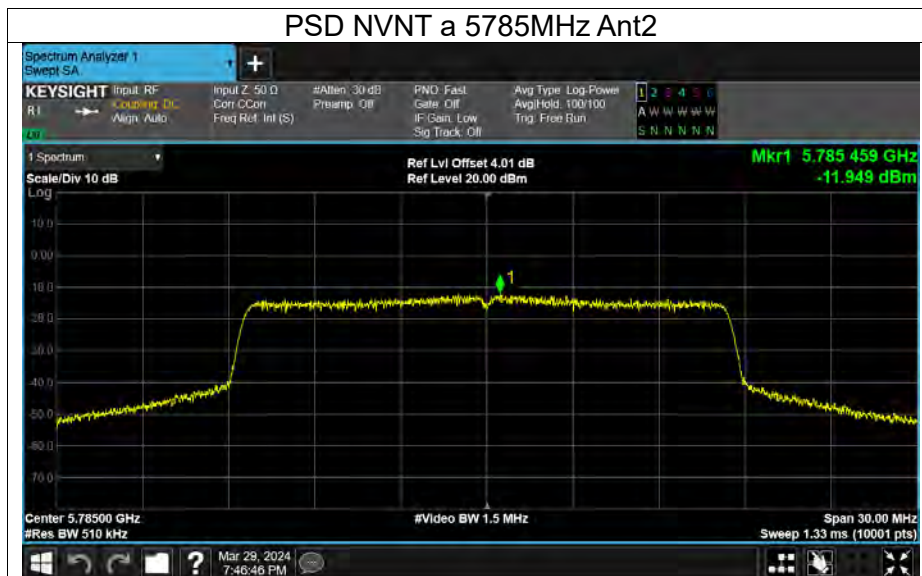 PSD NVNT a 5785MHz Ant2
Spectrum Analyzer 1
Swept SA
+
KEYSIGHT Input: RF Input Z: 50 Ω #Atten: 30 dB PNO: Fast Avg Type: Log-Power 1 2 3 4 5 6
Coupling: DC Corr CCorr Preamp: Off Gate: Off Avg|Hold: 100/100 A W W W W W
Align: Auto Freq Ref: Int (S) IF Gain: Low Trig: Free Run
Sig Track: Off S N N N N N
1 Spectrum Ref Lvl Offset 4.01 dB Mkr1 5.785 459 GHz
Scale/Div 10 dB Ref Level 20.00 dBm -11.949 dBm
Log
10.0
0.00
-10.0
-20.0
-30.0
-40.0
-50.0
-60.0
-70.0
1
Center 5.78500 GHz #Video BW 1.5 MHz Span 30.00 MHz
#Res BW 510 kHz Sweep 1.33 ms (10001 pts)
? Mar 29, 2024
7:46:46 PM